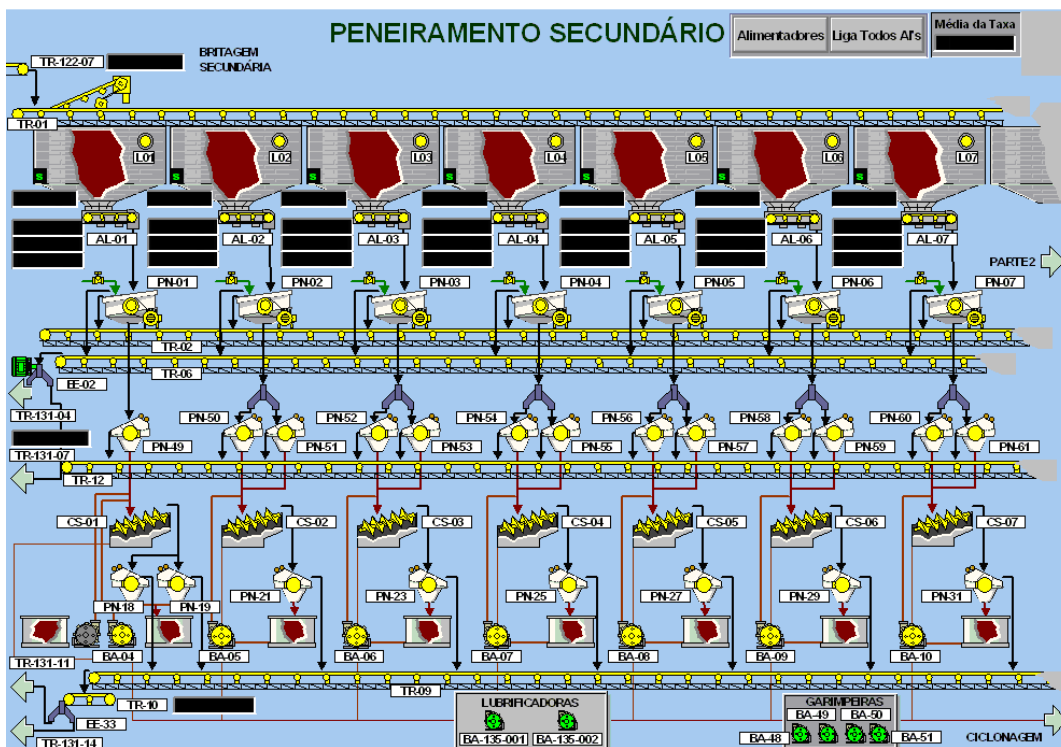 PENEIRAMENTO SECUNDÁRIO
Alimentadores
Liga Todos Al's
Média da Taxa
TR-122-07
BRITAGEM
SECUNDÁRIA
TR-01
L01
L02
L03
L04
L05
L06
L07
S
S
S
S
S
S
AL-01
AL-02
AL-03
AL-04
AL-05
AL-06
AL-07
PARTE2
PN-01
PN-02
PN-03
PN-04
PN-05
PN-06
PN-07
TR-02
TR-06
EE-02
TR-131-04
PN-50
PN-52
PN-54
PN-56
PN-58
PN-60
PN-49
PN-51
PN-53
PN-55
PN-57
PN-59
PN-61
TR-131-07
TR-12
CS-01
CS-02
CS-03
CS-04
CS-05
CS-06
CS-07
PN-18
PN-19
PN-21
PN-23
PN-25
PN-27
PN-29
PN-31
BA-04
BA-05
BA-06
BA-07
BA-08
BA-09
BA-10
TR-131-11
TR-09
TR-10
EE-33
TR-131-14
LUBRIFICADORAS
BA-135-001
BA-135-002
GARIMPEIRAS
BA-49
BA-50
BA-48
BA-51
CICLONAGEM